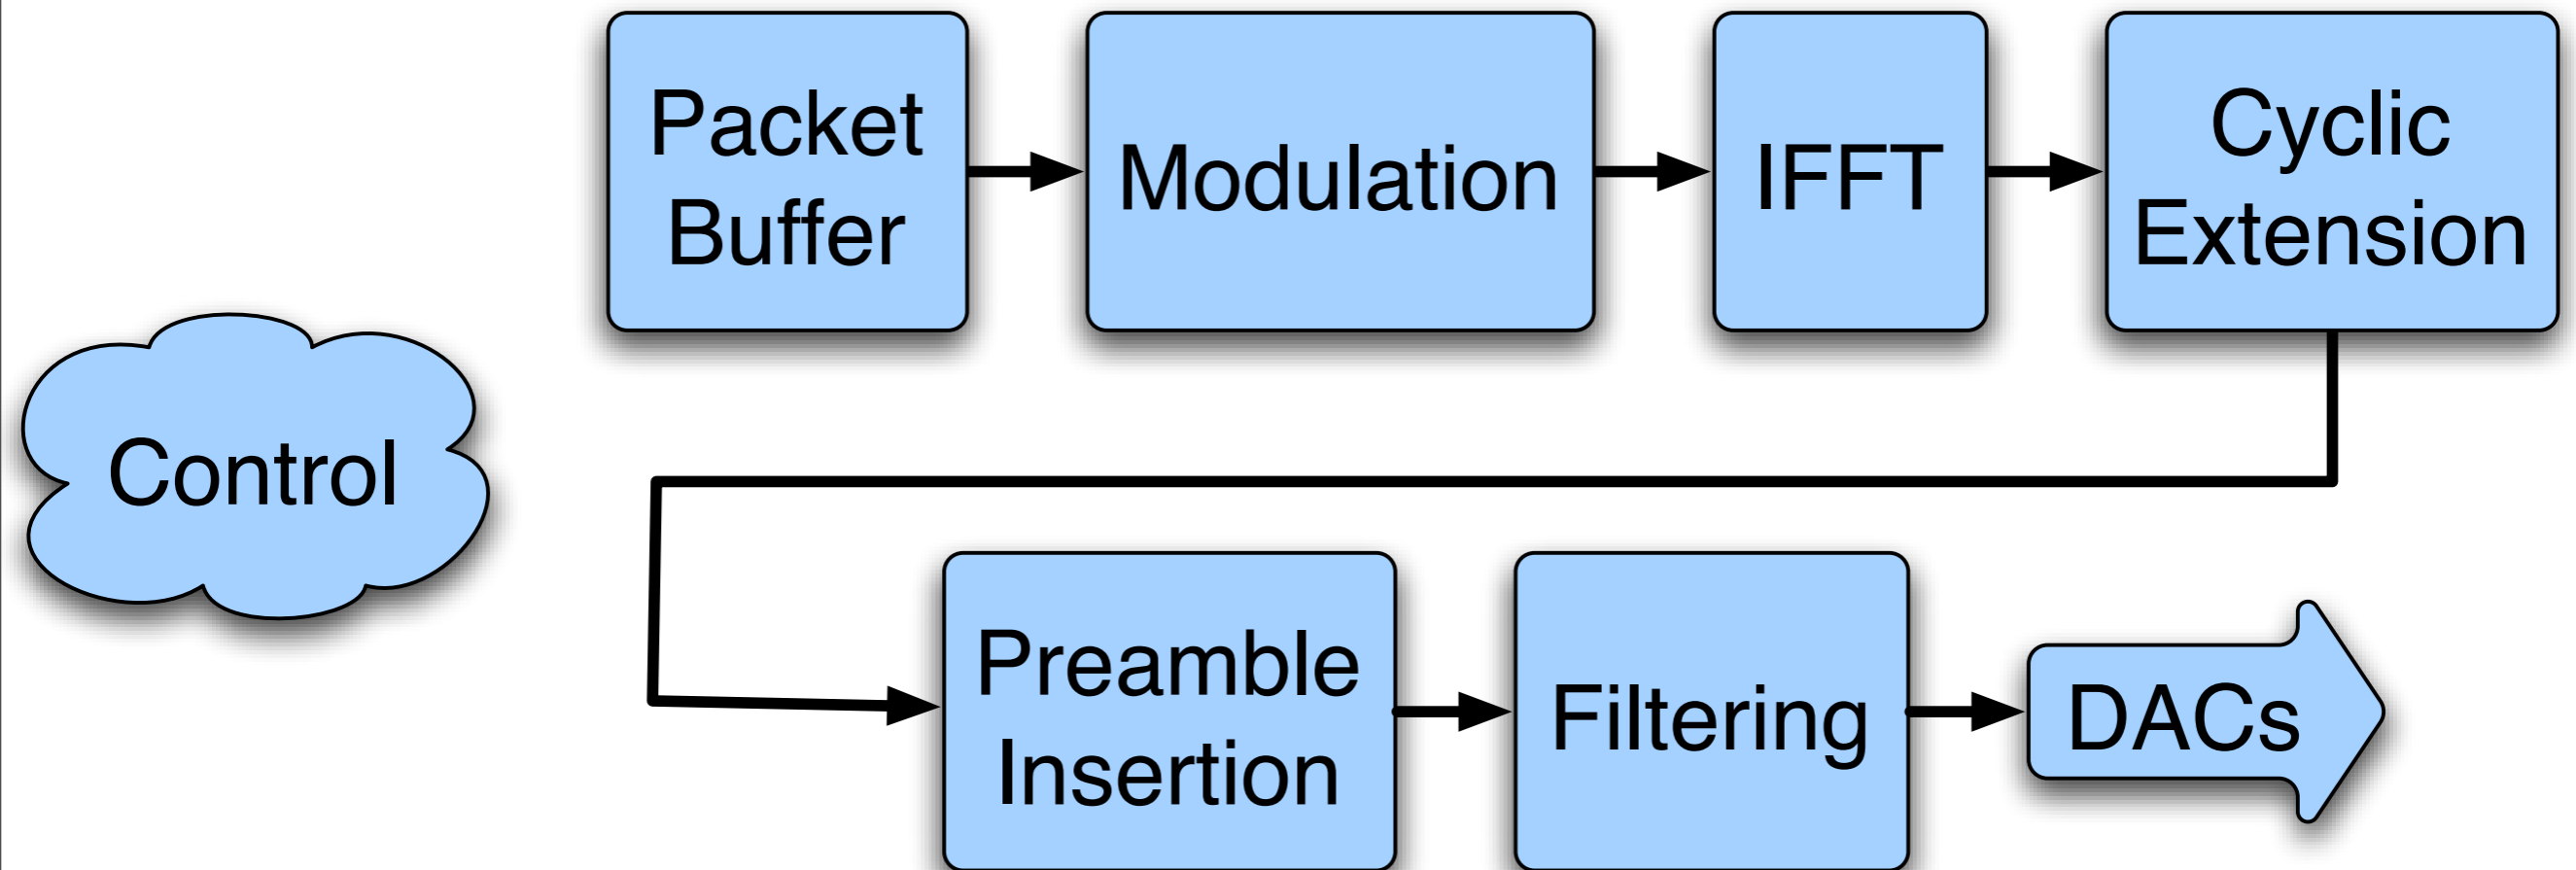 Packet
Buffer
Modulation
IFFT
Cyclic
Extension
Control
Preamble
Insertion
Filtering
DACs